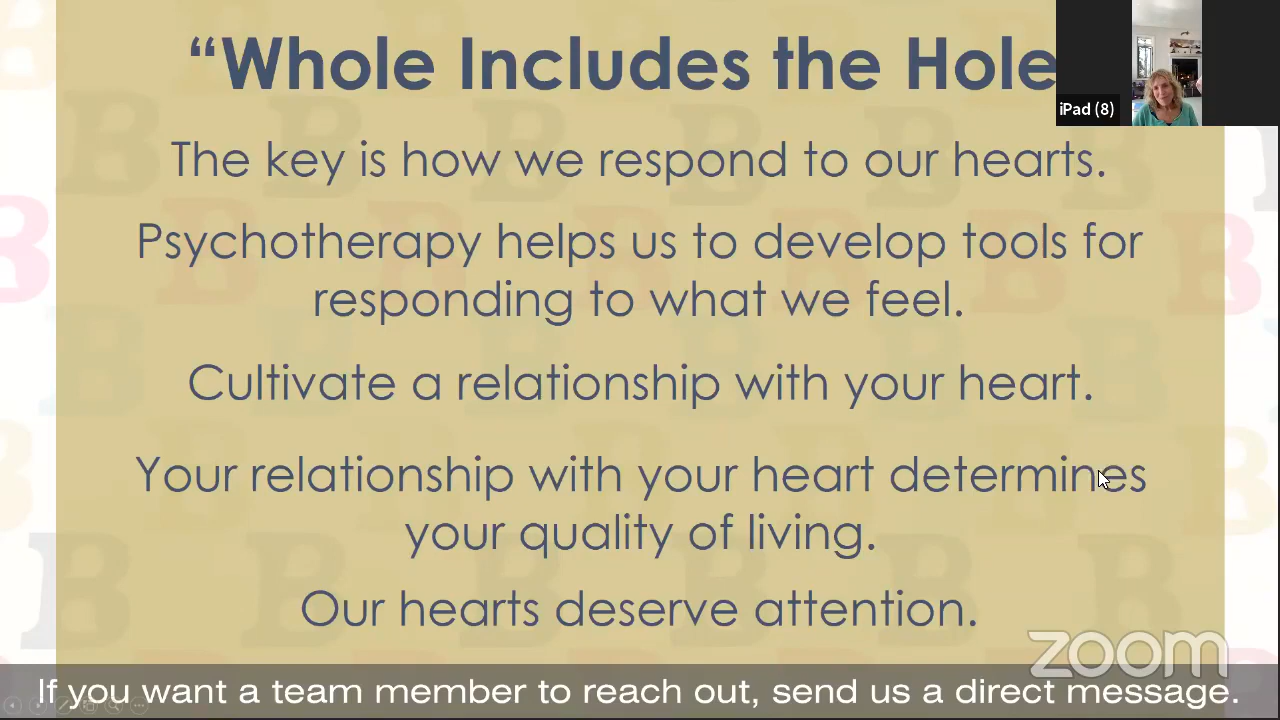 “Whole Includes the Hole
iPad (8)
The key is how we respond to our hearts.
Psychotherapy helps us to develop tools for
responding to what we feel.
Cultivate a relationship with your heart.
Your relationship with your heart determines
your quality of living.
Our hearts deserve attention.
zoom
If you want a team member to reach out, send us a direct message.